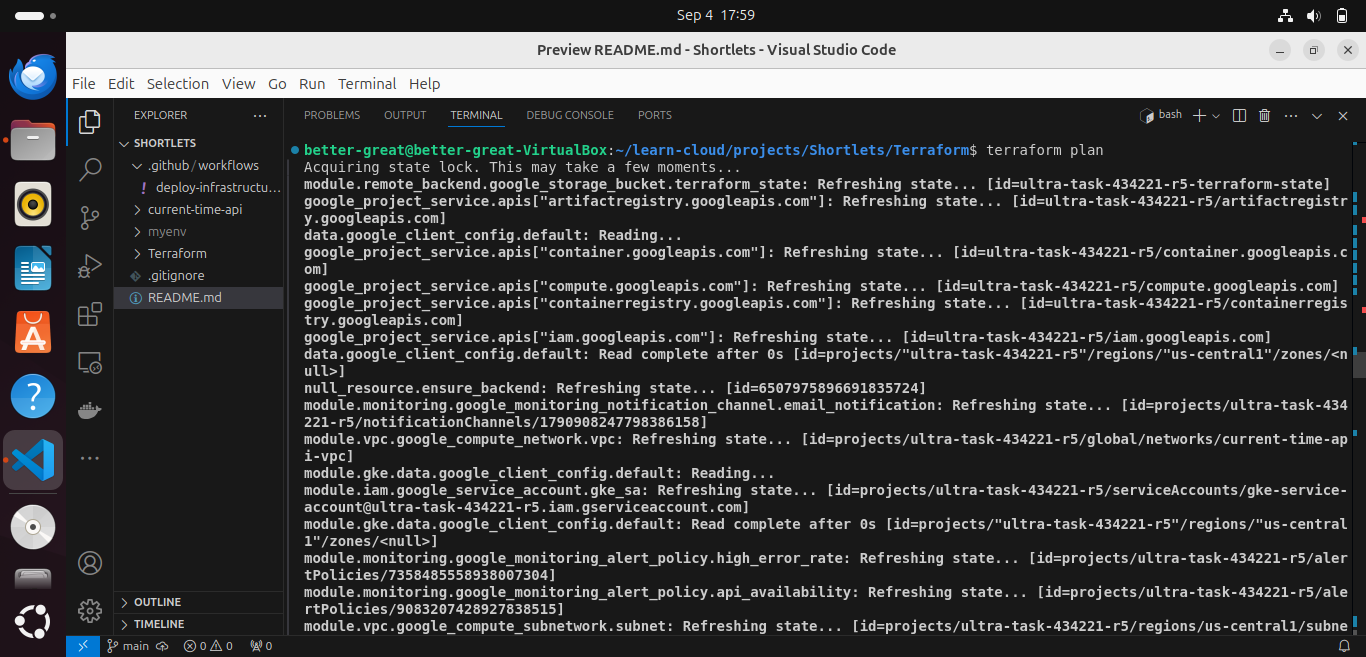 Sep 4 17:59
Preview README.md - Shortlets - Visual Studio Code
File Edit Selection View Go Run Terminal Help
EXPLORER
SHORTLETS
.github/workflows
! deploy-infrastructu...
current-time-api
myenv
Terraform
.gitignore
README.md
OUTLINE
TIMELINE
PROBLEMS OUTPUT TERMINAL DEBUG CONSOLE PORTS
bash
better-great@better-great-VirtualBox:~/learn-cloud/projects/Shortlets/Terraform$ terraform plan
Acquiring state lock. This may take a few moments...
module.remote_backend.google_storage_bucket.terraform_state: Refreshing state... [id=ultra-task-434221-r5-terraform-state]
google_project_service.apis["artifactregistry.googleapis.com"]: Refreshing state... [id=ultra-task-434221-r5/artifactregistr
y.googleapis.com]
data.google_client_config.default: Reading...
google_project_service.apis["container.googleapis.com"]: Refreshing state... [id=ultra-task-434221-r5/container.googleapis.c
om]
google_project_service.apis["compute.googleapis.com"]: Refreshing state... [id=ultra-task-434221-r5/compute.googleapis.com]
google_project_service.apis["containerregistry.googleapis.com"]: Refreshing state... [id=ultra-task-434221-r5/containerregis
try.googleapis.com]
google_project_service.apis["iam.googleapis.com"]: Refreshing state... [id=ultra-task-434221-r5/iam.googleapis.com]
data.google_client_config.default: Read complete after 0s [id=projects/"ultra-task-434221-r5"/regions/"us-central1"/zones/<n
ull>]
null_resource.ensure_backend: Refreshing state... [id=6507975896691835724]
module.monitoring.google_monitoring_notification_channel.email_notification: Refreshing state... [id=projects/ultra-task-434
221-r5/notificationChannels/1790908247798386158]
module.vpc.google_compute_network.vpc: Refreshing state... [id=projects/ultra-task-434221-r5/global/networks/current-time-ap
i-vpc]
module.gke.data.google_client_config.default: Reading...
module.iam.google_service_account.gke_sa: Refreshing state... [id=projects/ultra-task-434221-r5/serviceAccounts/gke-service-
account@ultra-task-434221-r5.iam.gserviceaccount.com]
module.gke.data.google_client_config.default: Read complete after 0s [id=projects/"ultra-task-434221-r5"/regions/"us-central
1"/zones/<null>]
module.monitoring.google_monitoring_alert_policy.high_error_rate: Refreshing state... [id=projects/ultra-task-434221-r5/aler
tPolicies/7358485558938007304]
module.monitoring.google_monitoring_alert_policy.api_availability: Refreshing state... [id=projects/ultra-task-434221-r5/ale
rtPolicies/9083207428927838515]
module.vpc.google_compute_subnetwork.subnet: Refreshing state... [id=projects/ultra-task-434221-r5/regions/us-central1/subne
main 0 0 0